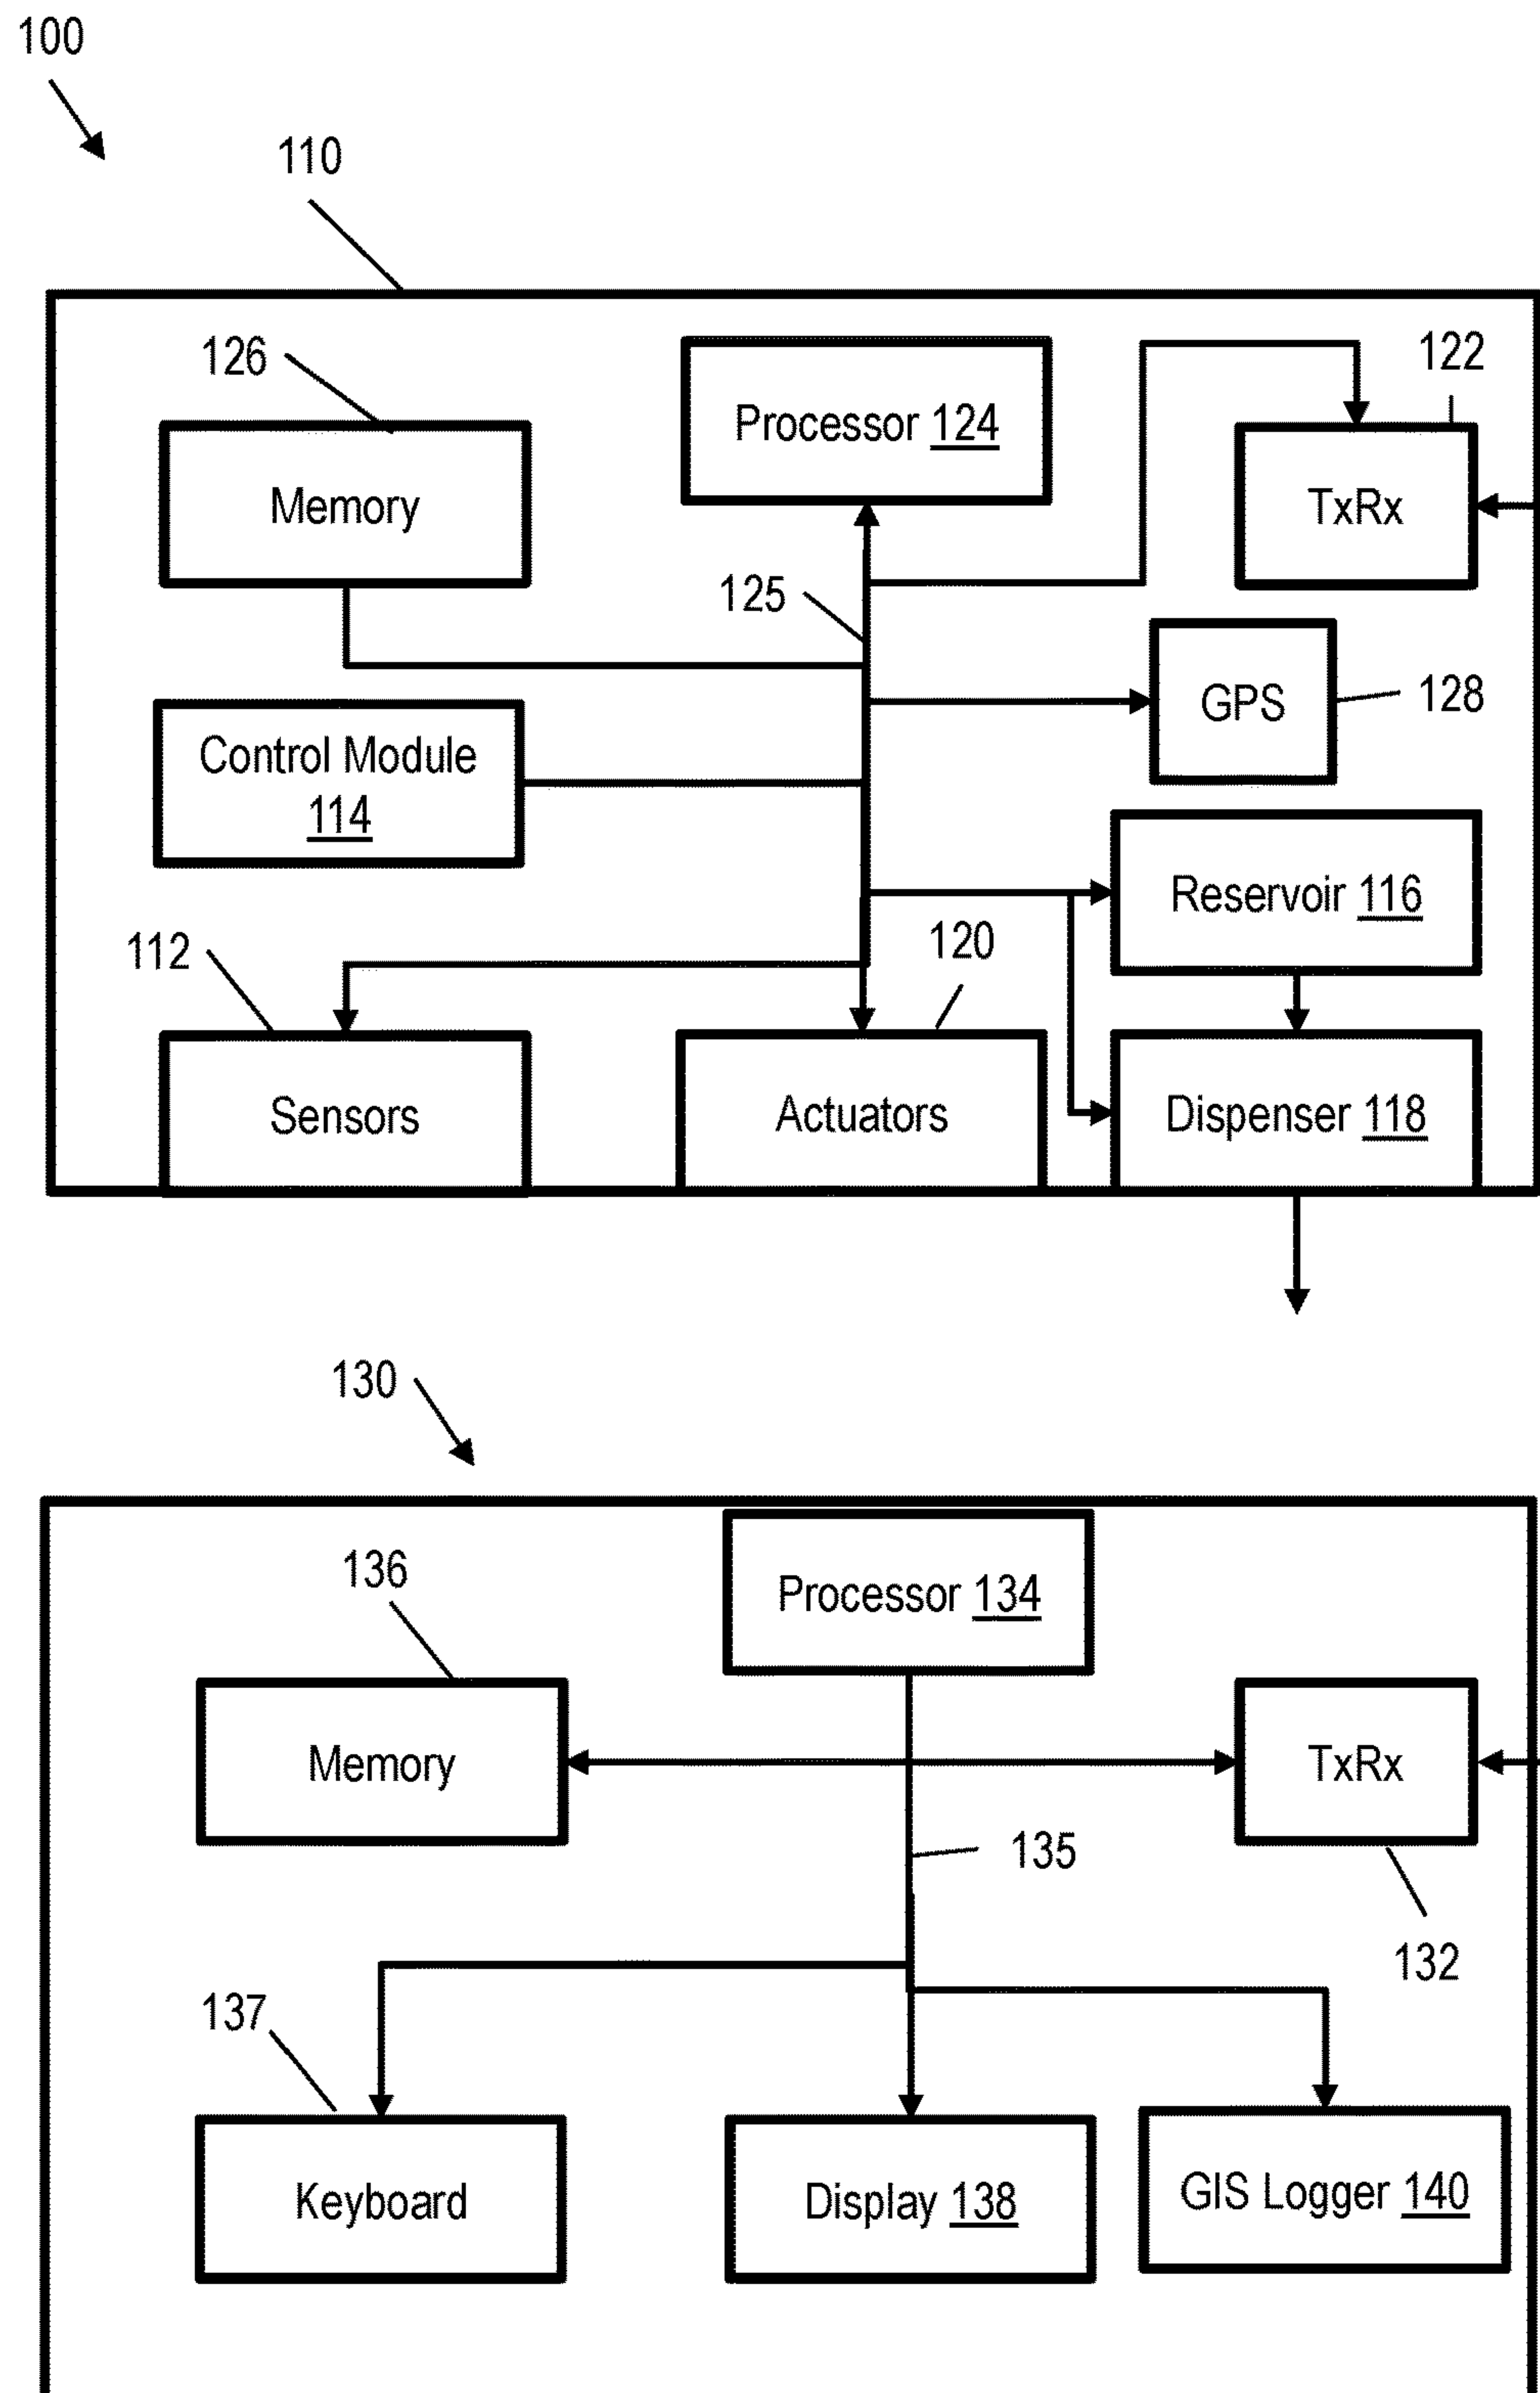 100
110
126
Processor 124
122
Memory
TxRx
125
GPS
128
Control Module
114
Reservoir 116
112
120
Sensors
Actuators
Dispenser 118
130
136
Processor 134
Memory
TxRx
135
132
137
Keyboard
Display 138
GIS Logger 140